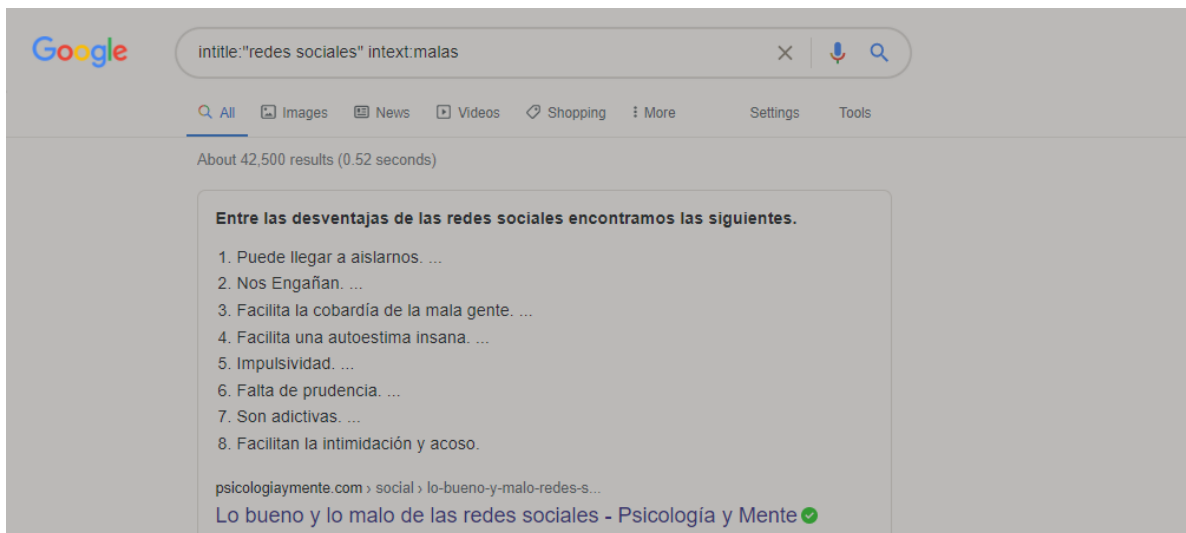 Google
intitle:"redes sociales" intext:malas
All Images News Videos Shopping More Settings Tools
About 42,500 results (0.52 seconds)
Entre las desventajas de las redes sociales encontramos las siguientes.
1. Puede llegar a aislarnos. ...
2. Nos Engañan. ...
3. Facilita la cobardía de la mala gente. ...
4. Facilita una autoestima insana. ...
5. Impulsividad. ...
6. Falta de prudencia. ...
7. Son adictivas. ...
8. Facilitan la intimidación y acoso.
psicologiaymente.com › social › lo-bueno-y-malo-redes-s...
Lo bueno y lo malo de las redes sociales - Psicología y Mente